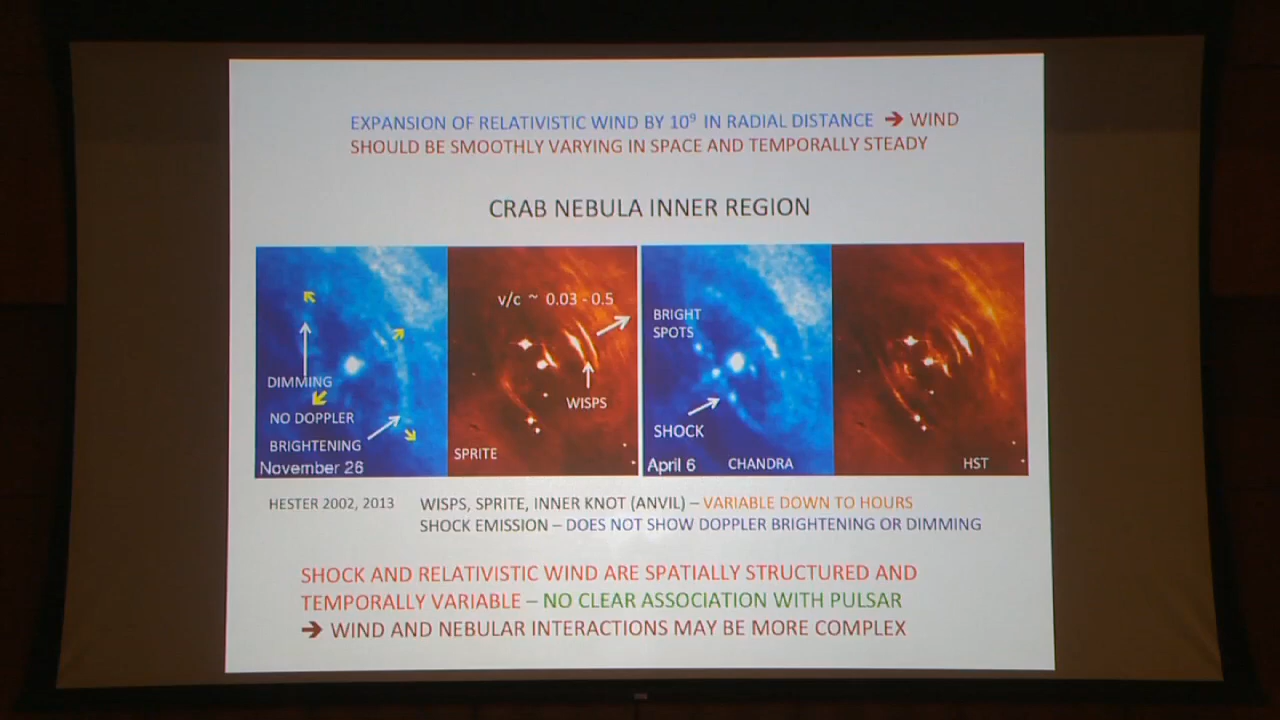 EXPANSION OF RELATIVISTIC WIND BY 10⁹ IN RADIAL DISTANCE ➔ WIND
SHOULD BE SMOOTHLY VARYING IN SPACE AND TEMPORALLY STEADY
CRAB NEBULA INNER REGION
DIMMING
NO DOPPLER
BRIGHTENING
November 26
v/c ~ 0.03 - 0.5
WISPS
SPRITE
BRIGHT
SPOTS
SHOCK
April 6
CHANDRA
HST
HESTER 2002, 2013
WISPS, SPRITE, INNER KNOT (ANVIL) – VARIABLE DOWN TO HOURS
SHOCK EMISSION – DOES NOT SHOW DOPPLER BRIGHTENING OR DIMMING
SHOCK AND RELATIVISTIC WIND ARE SPATIALLY STRUCTURED AND
TEMPORALLY VARIABLE – NO CLEAR ASSOCIATION WITH PULSAR
➔ WIND AND NEBULAR INTERACTIONS MAY BE MORE COMPLEX